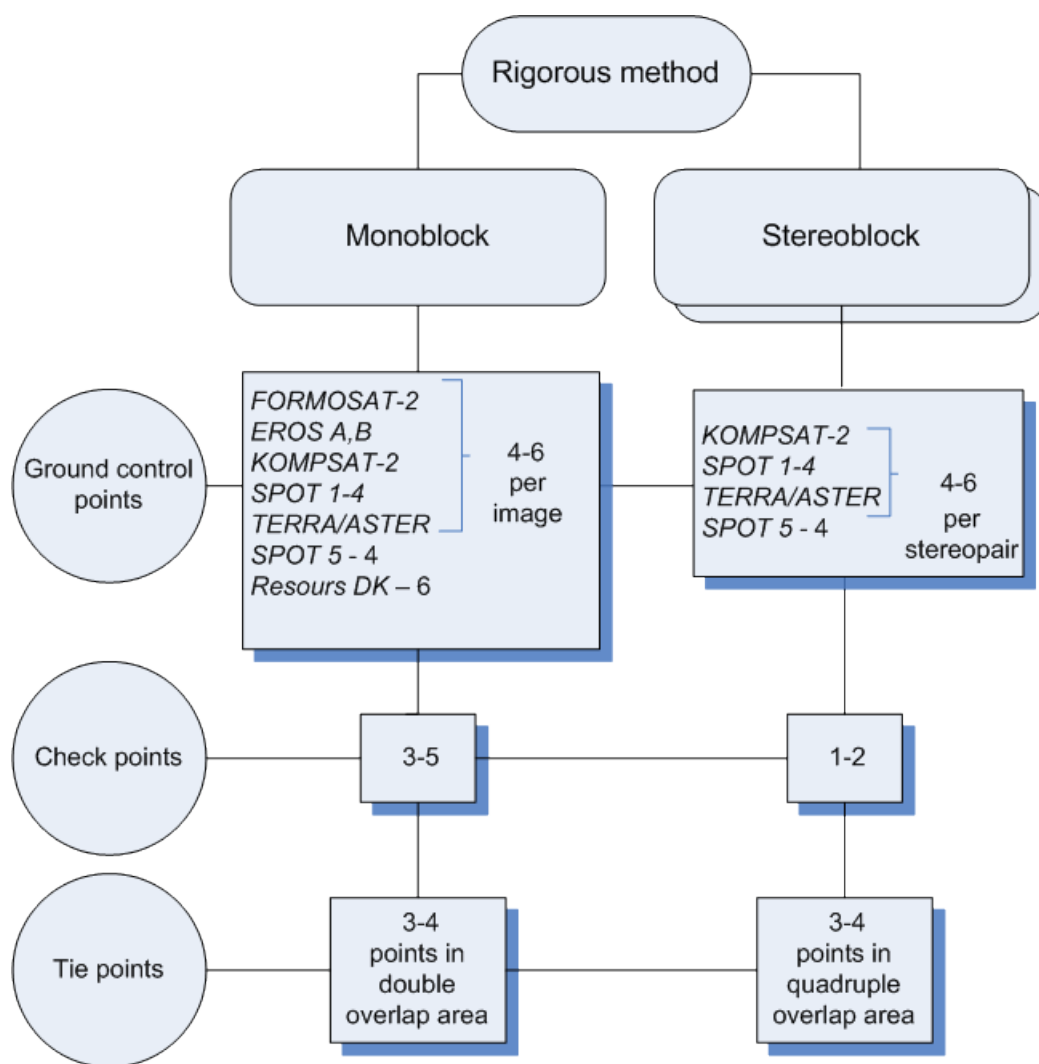 Rigorous method
Monoblock
Stereoblock
Ground control
points
FORMOSAT-2
EROS A,B
KOMPSAT-2
SPOT 1-4
TERRA/ASTER
SPOT 5 - 4
Resours DK – 6
4-6
per
image
KOMPSAT-2
SPOT 1-4
TERRA/ASTER
SPOT 5 - 4
4-6
per
stereopair
Check points
3-5
1-2
Tie points
3-4
points in
double
overlap area
3-4
points in
quadruple
overlap area